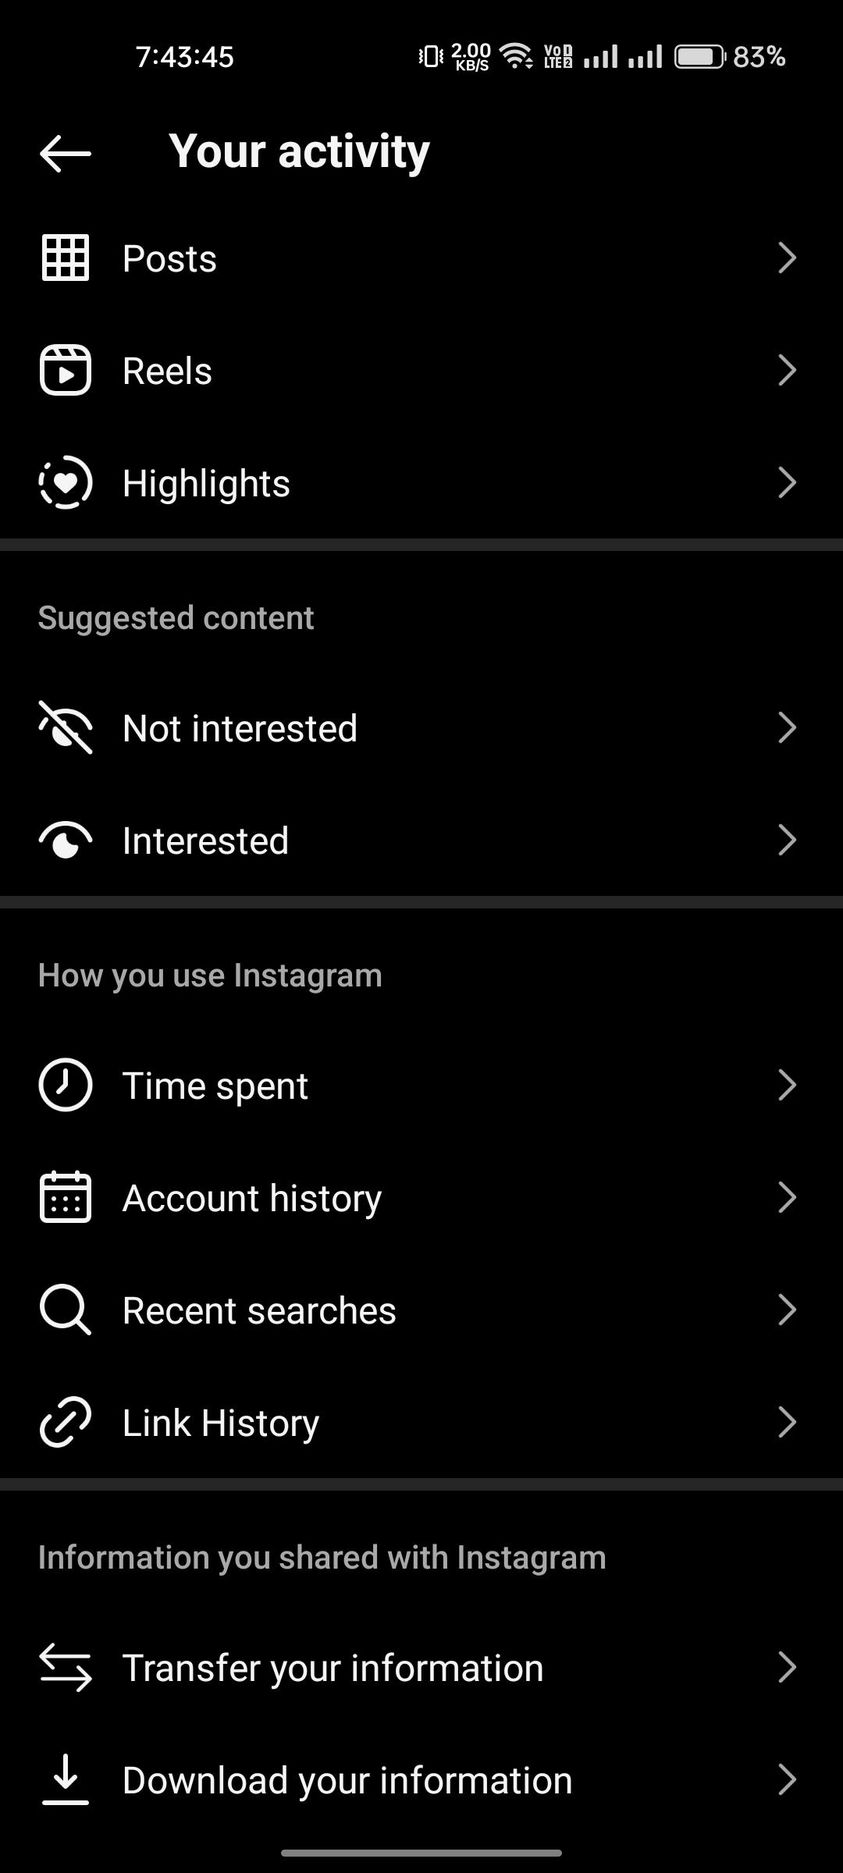 7:43:45 2.00 KB/S VoD LTE2 83%
Your activity
Posts
Reels
Highlights
Suggested content
Not interested
Interested
How you use Instagram
Time spent
Account history
Recent searches
Link History
Information you shared with Instagram
Transfer your information
Download your information